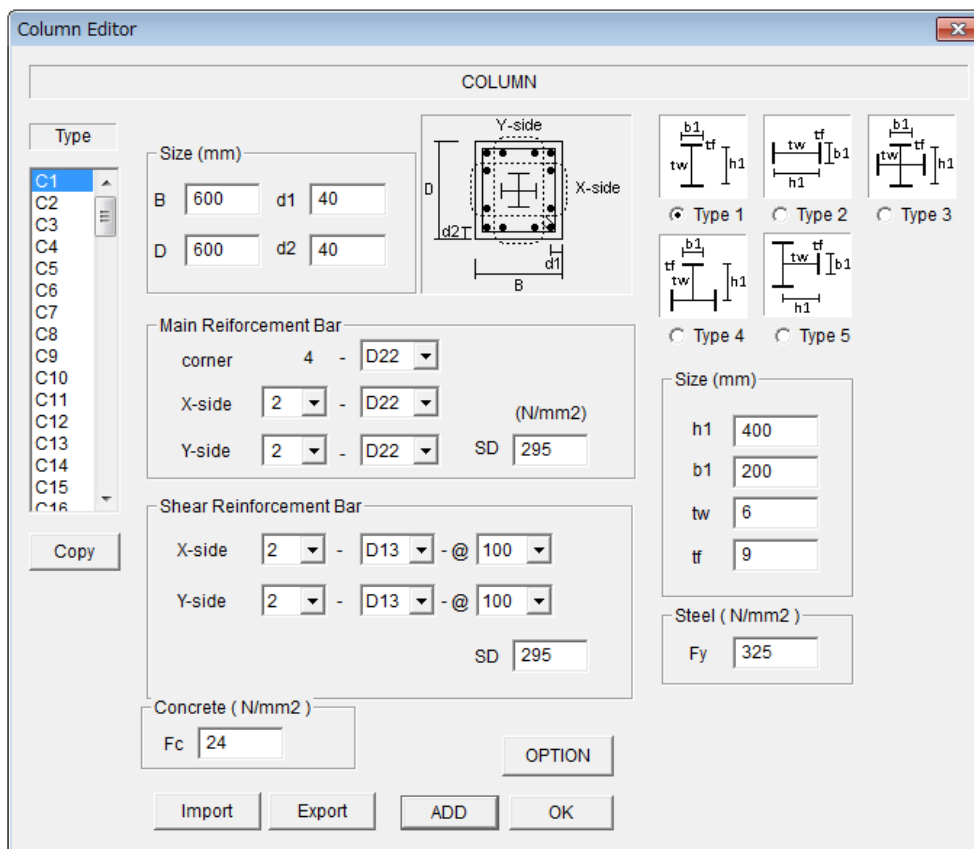 Column Editor
COLUMN
Type
C1
C2
C3
C4
C5
C6
C7
C8
C9
C10
C11
C12
C13
C14
C15
C16
Copy
Size (mm)
B 600 d1 40
D 600 d2 40
Y-side
D
X-side
d2
d1
B
b1
tf
tw
h1
Type 1
tf
tw
b1
h1
Type 2
b1
tf
tw
h1
Type 3
b1
tf
tw
h1
Type 4
tf
tw
b1
h1
Type 5
Main Reiforcement Bar
corner 4 - D22
X-side 2 - D22
(N/mm2)
Y-side 2 - D22 SD 295
Shear Reinforcement Bar
X-side 2 - D13 - @ 100
Y-side 2 - D13 - @ 100
SD 295
Size (mm)
h1 400
b1 200
tw 6
tf 9
Steel ( N/mm2 )
Fy 325
Concrete ( N/mm2 )
Fc 24
OPTION
Import Export ADD OK